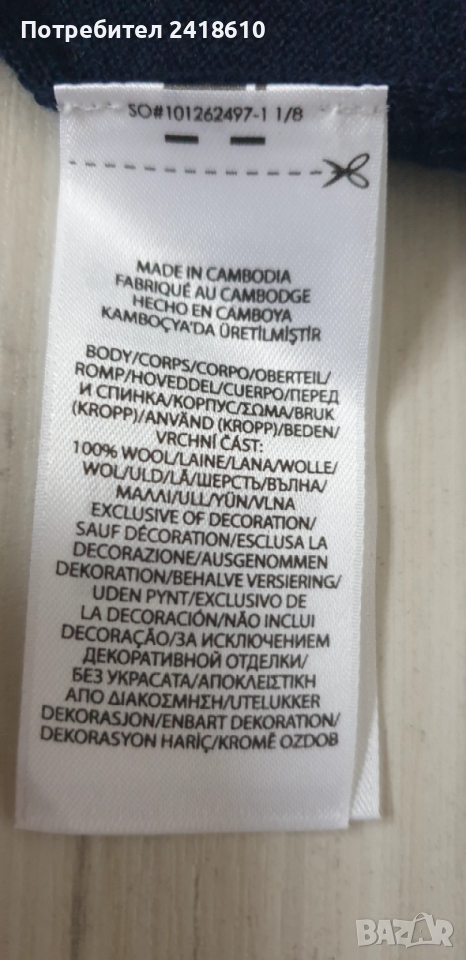 Потребител 2418610
SO#101262497-1 1/8
MADE IN CAMBODIA
FABRIQUÉ AU CAMBODGE
HECHO EN CAMBOYA
KAMBOÇYA'DA ÜRETİLMİŞTİR
BODY/CORPS/CORPO/OBERTEIL/
ROMP/HOVEDDEL/CUERPO/ПЕРЕД
И СПИНКА/КОРПУС/ΣΩΜΑ/BRUK
(KROPP)/ANVÄND (KROPP)/BEDEN/
VRCHNÍ ČÁST:
100% WOOL/LAINE/LANA/WOLLE/
WOL/ULD/LÃ/ШЕРСТЬ/ВЪЛНА/
ΜΑΛΛΙ/ULL/YÜN/VLNA
EXCLUSIVE OF DECORATION/
SAUF DÉCORATION/ESCLUSA LA
DECORAZIONE/AUSGENOMMEN
DEKORATION/BEHALVE VERSIERING/
UDEN PYNT/EXCLUSIVO DE
LA DECORACIÓN/NÃO INCLUI
DECORAÇÃO/ЗА ИСКЛЮЧЕНИЕМ
ДЕКОРАТИВНОЙ ОТДЕЛКИ/
БЕЗ УКРАСАТА/ΑΠΟΚΛΕΙΣΤΙΚΗ
ΑΠΟ ΔΙΑΚΟΣΜΗΣΗ/UTELUKKER
DEKORASJON/ENBART DEKORATION/
DEKORASYON HARİÇ/KROMĚ OZDOB
BAZAR